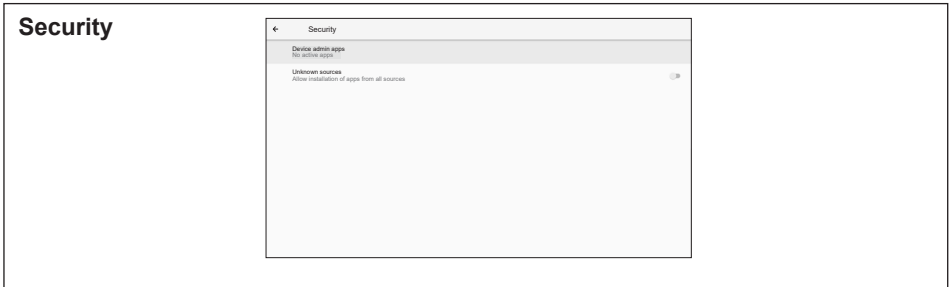 Security
Security
Device admin apps
No active apps
Unknown sources
Allow installation of apps from all sources